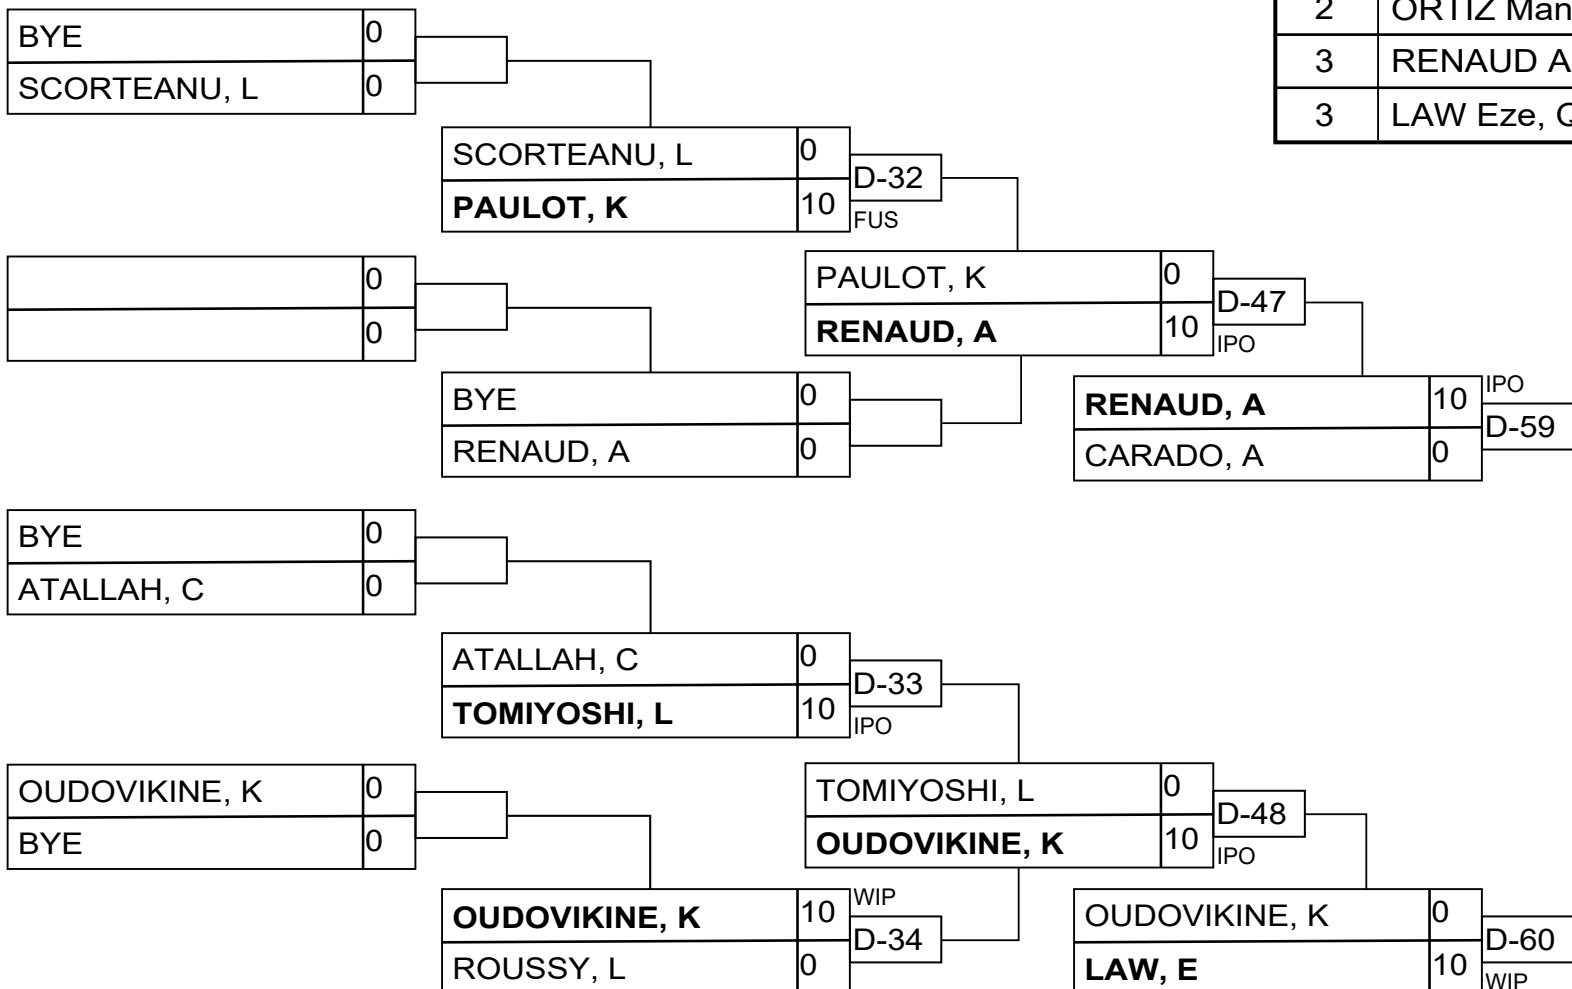 2 ORTIZ Man
3 RENAUD A
3 LAW Eze, Q
BYE 0
SCORTEANU, L 0
SCORTEANU, L 0
D-32
PAULOT, K 10
FUS
0
0
PAULOT, K 0
D-47
RENAUD, A 10
IPO
BYE 0
RENAUD, A 0
RENAUD, A 10
IPO
D-59
CARADO, A 0
BYE 0
ATALLAH, C 0
ATALLAH, C 0
D-33
TOMIYOSHI, L 10
IPO
OUDOVIKINE, K 0
BYE 0
TOMIYOSHI, L 0
D-48
OUDOVIKINE, K 10
IPO
OUDOVIKINE, K 10
WIP
D-34
ROUSSY, L 0
OUDOVIKINE, K 0
D-60
LAW, E 10
WIP